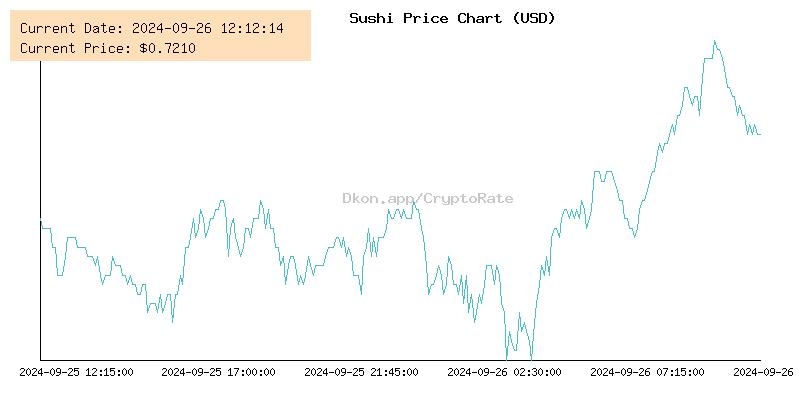 Sushi Price Chart (USD)
Current Date: 2024-09-26 12:12:14
Current Price: $0.7210
Dkon.app/CryptoRate
2024-09-25 12:15:00 2024-09-25 17:00:00 2024-09-25 21:45:00 2024-09-26 02:30:00 2024-09-26 07:15:00 2024-09-26